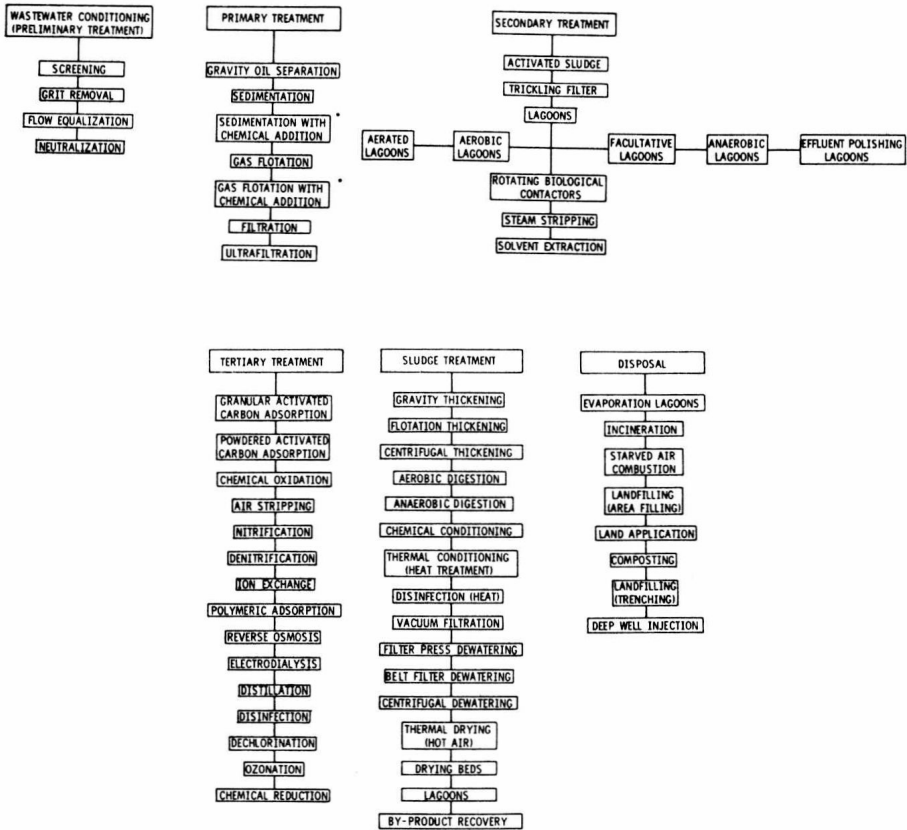 WASTEWATER CONDITIONING
(PRELIMINARY TREATMENT)
SCREENING
GRIT REMOVAL
FLOW EQUALIZATION
NEUTRALIZATION
PRIMARY TREATMENT
GRAVITY OIL SEPARATION
SEDIMENTATION
SEDIMENTATION WITH
CHEMICAL ADDITION
GAS FLOTATION
GAS FLOTATION WITH
CHEMICAL ADDITION
FILTRATION
ULTRAFILTRATION
SECONDARY TREATMENT
ACTIVATED SLUDGE
TRICKLING FILTER
LAGOONS
AERATED
LAGOONS
AEROBIC
LAGOONS
FACULTATIVE
LAGOONS
ANAEROBIC
LAGOONS
EFFLUENT POLISHING
LAGOONS
ROTATING BIOLOGICAL
CONTACTORS
STEAM STRIPPING
SOLVENT EXTRACTION
TERTIARY TREATMENT
GRANULAR ACTIVATED
CARBON ADSORPTION
POWDERED ACTIVATED
CARBON ADSORPTION
CHEMICAL OXIDATION
AIR STRIPPING
NITRIFICATION
DENITRIFICATION
ION EXCHANGE
POLYMERIC ADSORPTION
REVERSE OSMOSIS
ELECTRODIALYSIS
DISTILLATION
DISINFECTION
DECHLORINATION
OZONATION
CHEMICAL REDUCTION
SLUDGE TREATMENT
GRAVITY THICKENING
FLOTATION THICKENING
CENTRIFUGAL THICKENING
AEROBIC DIGESTION
ANAEROBIC DIGESTION
CHEMICAL CONDITIONING
THERMAL CONDITIONING
(HEAT TREATMENT)
DISINFECTION (HEAT)
VACUUM FILTRATION
FILTER PRESS DEWATERING
BELT FILTER DEWATERING
CENTRIFUGAL DEWATERING
THERMAL DRYING
(HOT AIR)
DRYING BEDS
LAGOONS
BY-PRODUCT RECOVERY
DISPOSAL
EVAPORATION LAGOONS
INCINERATION
STARVED AIR
COMBUSTION
LANDFILLING
(AREA FILLING)
LAND APPLICATION
COMPOSTING
LANDFILLING
(TRENCHING)
DEEP WELL INJECTION